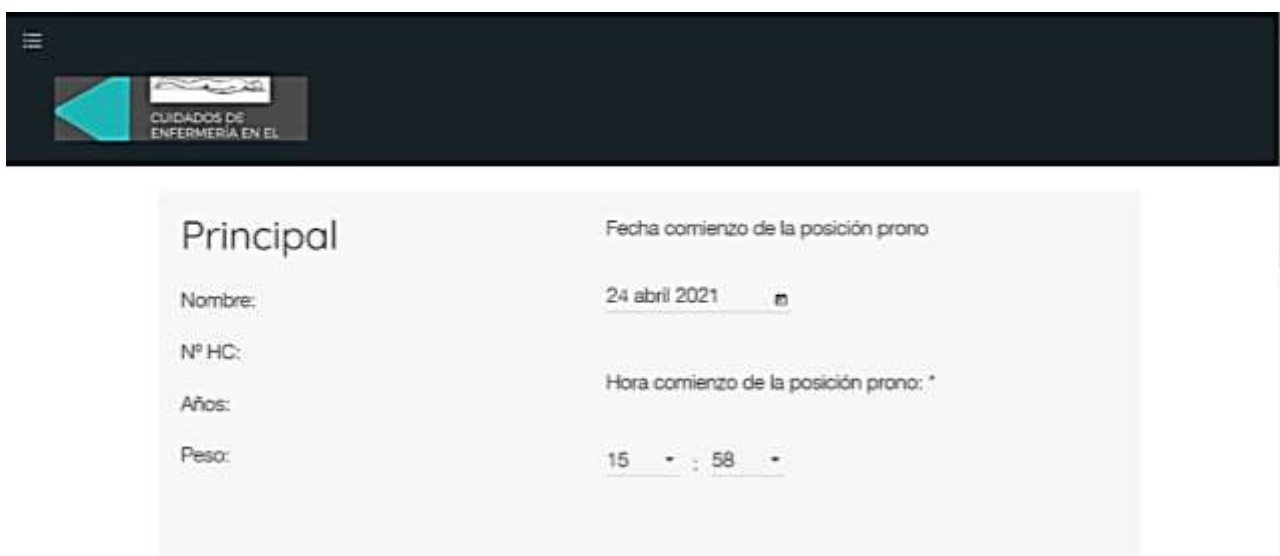 CUIDADOS DE
ENFERMERÍA EN EL
Principal
Nombre:
Nº HC:
Años:
Peso:
Fecha comienzo de la posición prono
24 abril 2021
Hora comienzo de la posición prono: *
15 : 58